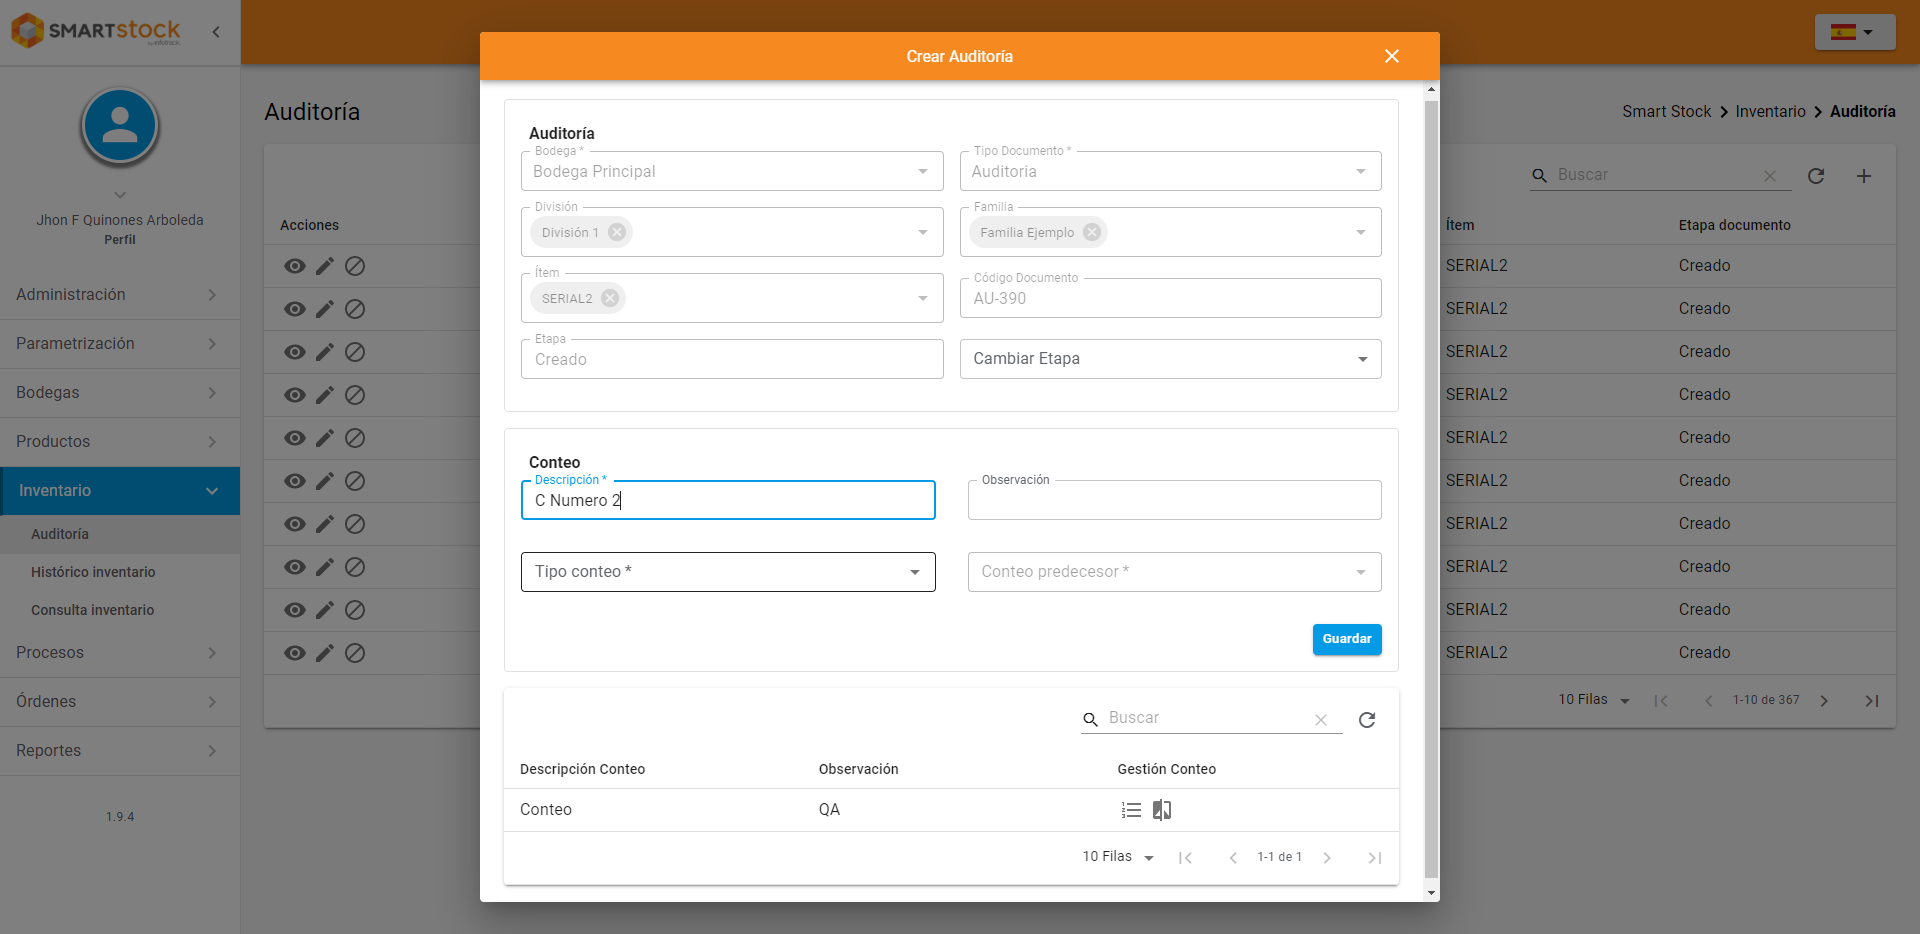 SMARTSTOCK
by infotrack
Jhon F Quinones Arboleda
Perfil
Administración
Parametrización
Bodegas
Productos
Inventario
Auditoría
Histórico inventario
Consulta inventario
Procesos
Órdenes
Reportes
1.9.4
Auditoría
Smart Stock > Inventario > Auditoría
Buscar
Acciones
Ítem
Etapa documento
SERIAL2 Creado
SERIAL2 Creado
SERIAL2 Creado
SERIAL2 Creado
SERIAL2 Creado
SERIAL2 Creado
SERIAL2 Creado
SERIAL2 Creado
SERIAL2 Creado
SERIAL2 Creado
10 Filas
1-10 de 367
Crear Auditoría
Auditoría
Bodega *
Bodega Principal
Tipo Documento *
Auditoria
División
División 1
Familia
Familia Ejemplo
Ítem
SERIAL2
Código Documento
AU-390
Etapa
Creado
Cambiar Etapa
Conteo
Descripción *
C Numero 2
Observación
Tipo conteo *
Conteo predecesor *
Guardar
Buscar
Descripción Conteo Observación Gestión Conteo
Conteo QA
10 Filas
1-1 de 1